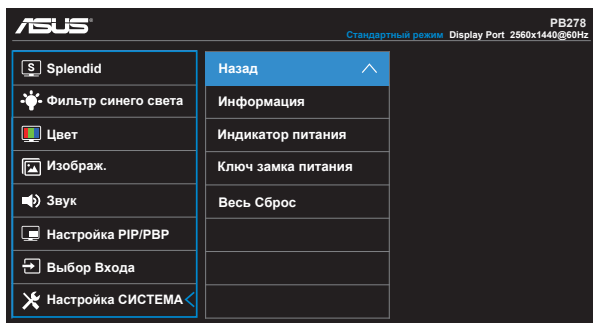 ASUS
PB278
Стандартный режим Display Port 2560x1440@60Hz
S Splendid
Фильтр синего света
Цвет
Изображ.
Звук
Настройка PIP/PBP
Выбор Входа
Настройка СИСТЕМА
Назад
Информация
Индикатор питания
Ключ замка питания
Весь Сброс